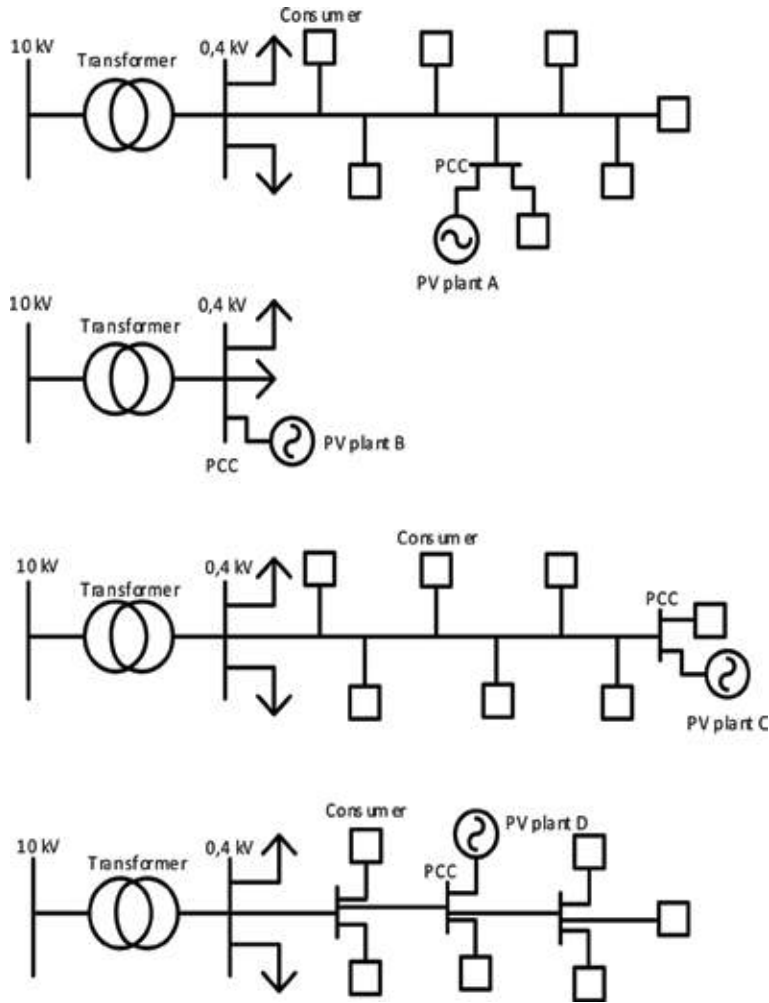 Consumer
10 kV
Transformer
0,4 kV
PCC
PV plant A
10 kV
Transformer
0,4 kV
PCC
PV plant B
Consumer
10 kV
Transformer
0,4 kV
PCC
PV plant C
Consumer
PV plant D
10 kV
Transformer
0,4 kV
PCC